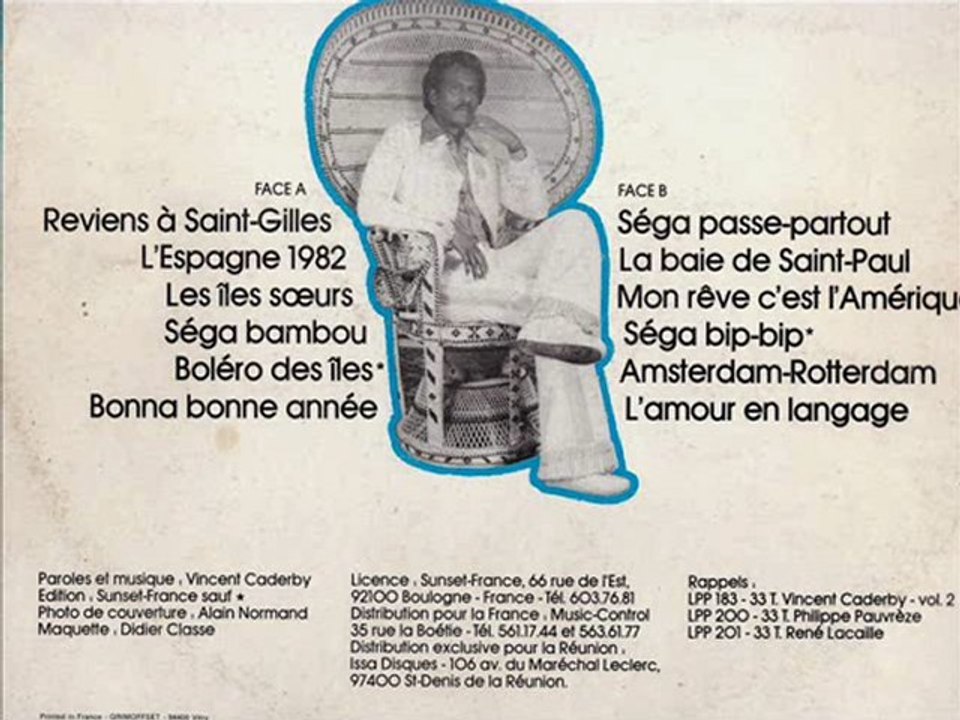 FACE A
Reviens à Saint-Gilles
L'Espagne 1982
Les îles sœurs
Séga bambou
Boléro des îles*
Bonna bonne année
FACE B
Séga passe-partout
La baie de Saint-Paul
Mon rêve c'est l'Amériqu
Séga bip-bip*
Amsterdam-Rotterdam
L'amour en langage
Paroles et musique : Vincent Caderby
Edition : Sunset-France sauf *
Photo de couverture : Alain Normand
Maquette : Didier Classe
Licence : Sunset-France, 66 rue de l'Est,
92100 Boulogne - France - Tél. 603.76.81
Distribution pour la France : Music-Control
35 rue la Boétie - Tél. 561.17.44 et 563.61.77
Distribution exclusive pour la Réunion :
Issa Disques - 106 av. du Maréchal Leclerc,
97400 St-Denis de la Réunion.
Rappels :
LPP 183 - 33 T. Vincent Caderby - vol. 2
LPP 200 - 33 T. Philippe Pauvrèze
LPP 201 - 33 T. René Lacaille
Printed in France -